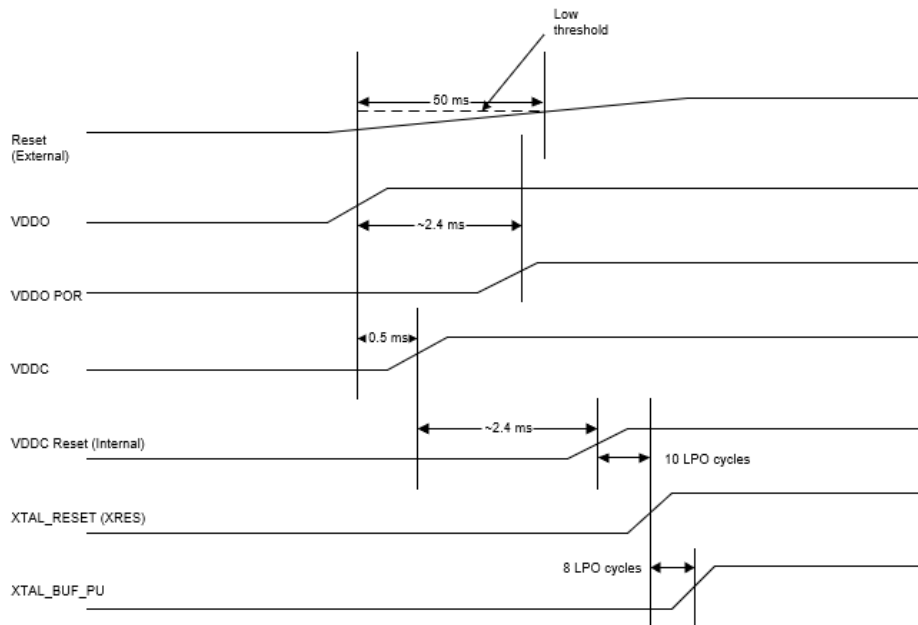 Low
threshold
50 ms
Reset
(External)
VDDO
~2.4 ms
VDDO POR
0.5 ms
VDDC
~2.4 ms
VDDC Reset (Internal)
10 LPO cycles
XTAL_RESET (XRES)
8 LPO cycles
XTAL_BUF_PU